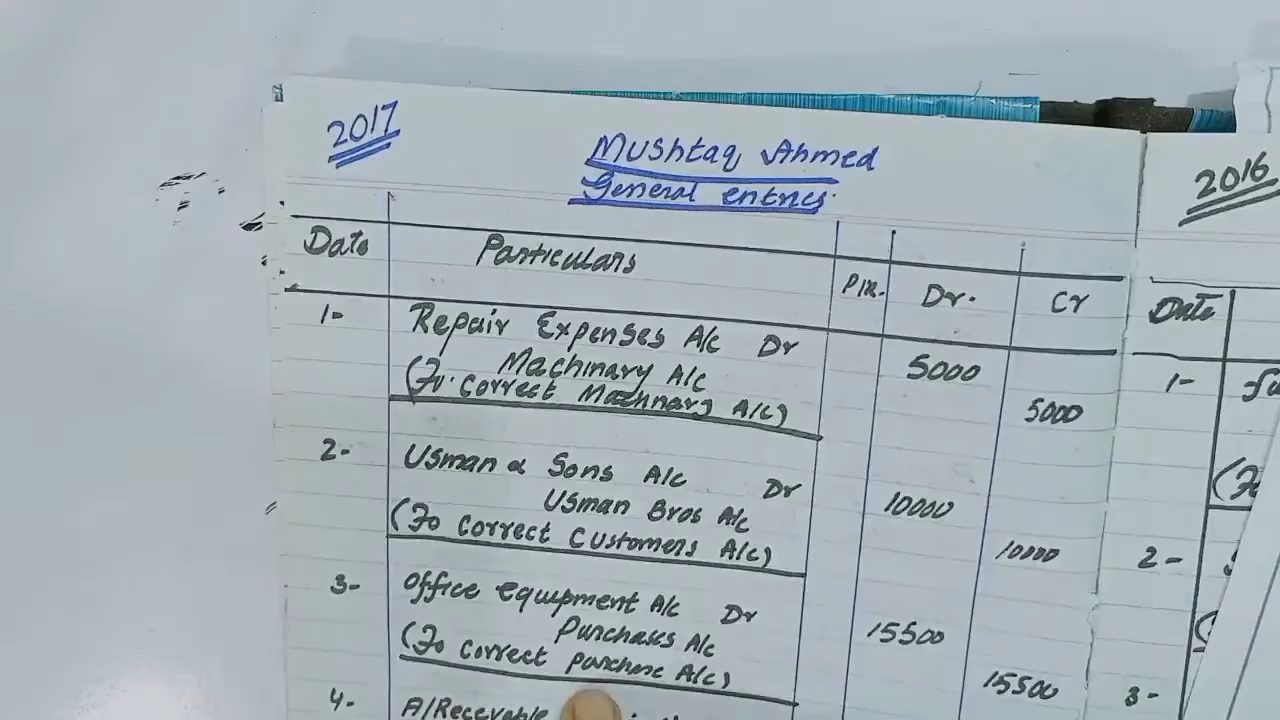 2017
Mushtaq Ahmed
General entries
Date Particulars P/R. Dr. Cr
1- Repair Expenses A/c Dr 5000
Machinary A/c 5000
(To correct Machinary A/c)
2- Usman & Sons A/c Dr 10000
Usman Bros A/c 10000
(To correct Customers A/c)
3- Office equipment A/c Dr 15500
Purchases A/c 15500
(To correct purchase A/c)
4- A/Recevable
2016
Date
1-
2-
3-